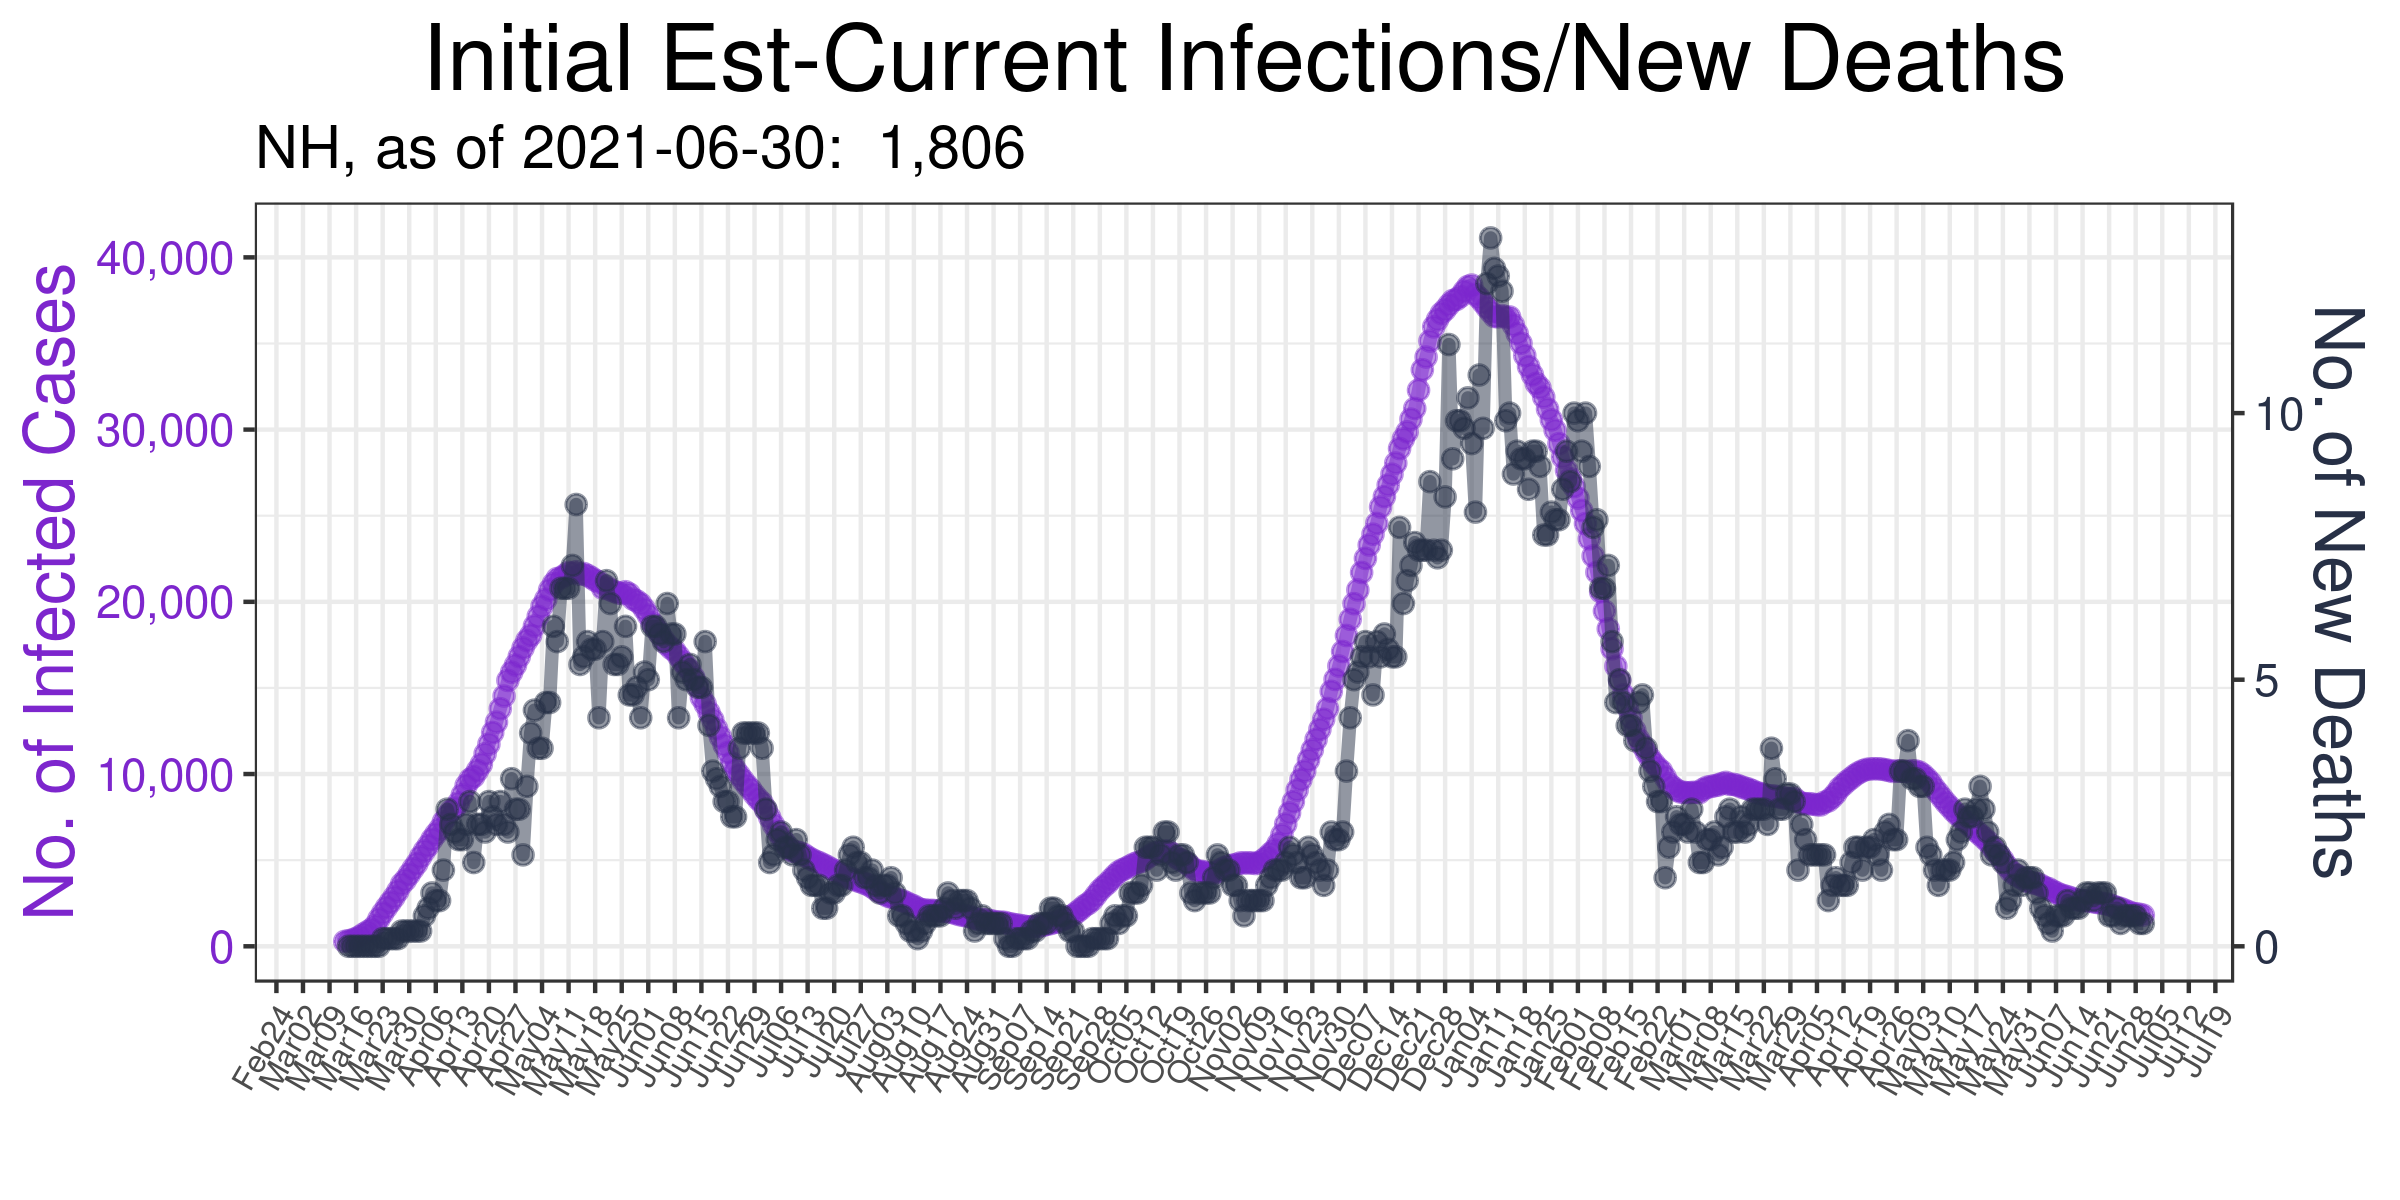 Initial Est-Current Infections/New Deaths
NH, as of 2021-06-30:  1,806
No. of Infected Cases
40,000
30,000
20,000
10,000
0
No. of New Deaths
10
5
0
Feb24
Mar02
Mar09
Mar16
Mar23
Mar30
Apr06
Apr13
Apr20
Apr27
May04
May11
May18
May25
Jun01
Jun08
Jun15
Jun22
Jun29
Jul06
Jul13
Jul20
Jul27
Aug03
Aug10
Aug17
Aug24
Aug31
Sep07
Sep14
Sep21
Sep28
Oct05
Oct12
Oct19
Oct26
Nov02
Nov09
Nov16
Nov23
Nov30
Dec07
Dec14
Dec21
Dec28
Jan04
Jan11
Jan18
Jan25
Feb01
Feb08
Feb15
Feb22
Mar01
Mar08
Mar15
Mar22
Mar29
Apr05
Apr12
Apr19
Apr26
May03
May10
May17
May24
May31
Jun07
Jun14
Jun21
Jun28
Jul05
Jul12
Jul19